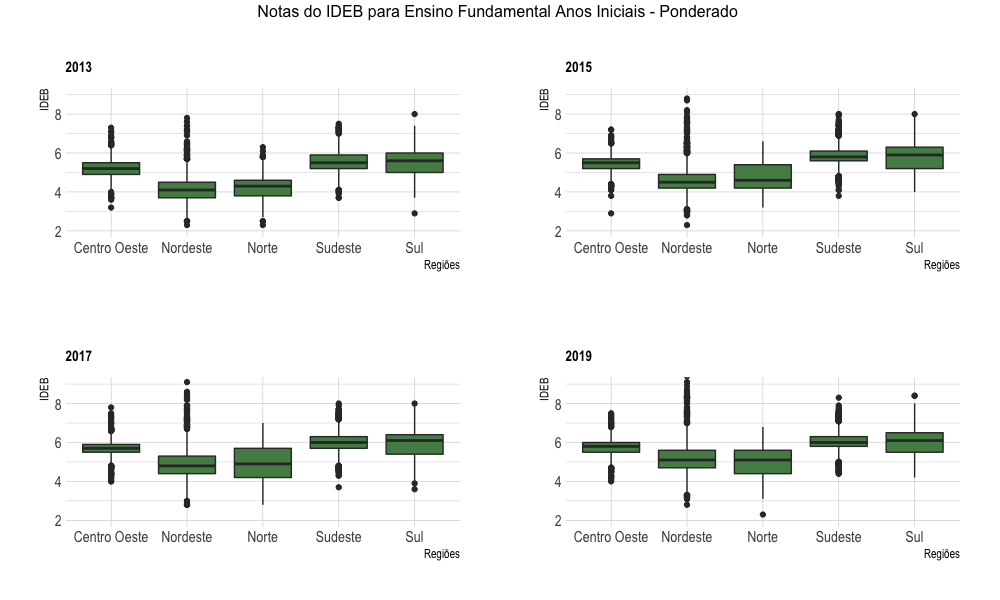 Notas do IDEB para Ensino Fundamental Anos Iniciais - Ponderado
2013
IDEB
8
6
4
2
Centro Oeste Nordeste Norte Sudeste Sul
Regiões
2015
IDEB
8
6
4
2
Centro Oeste Nordeste Norte Sudeste Sul
Regiões
2017
IDEB
8
6
4
2
Centro Oeste Nordeste Norte Sudeste Sul
Regiões
2019
IDEB
8
6
4
2
Centro Oeste Nordeste Norte Sudeste Sul
Regiões